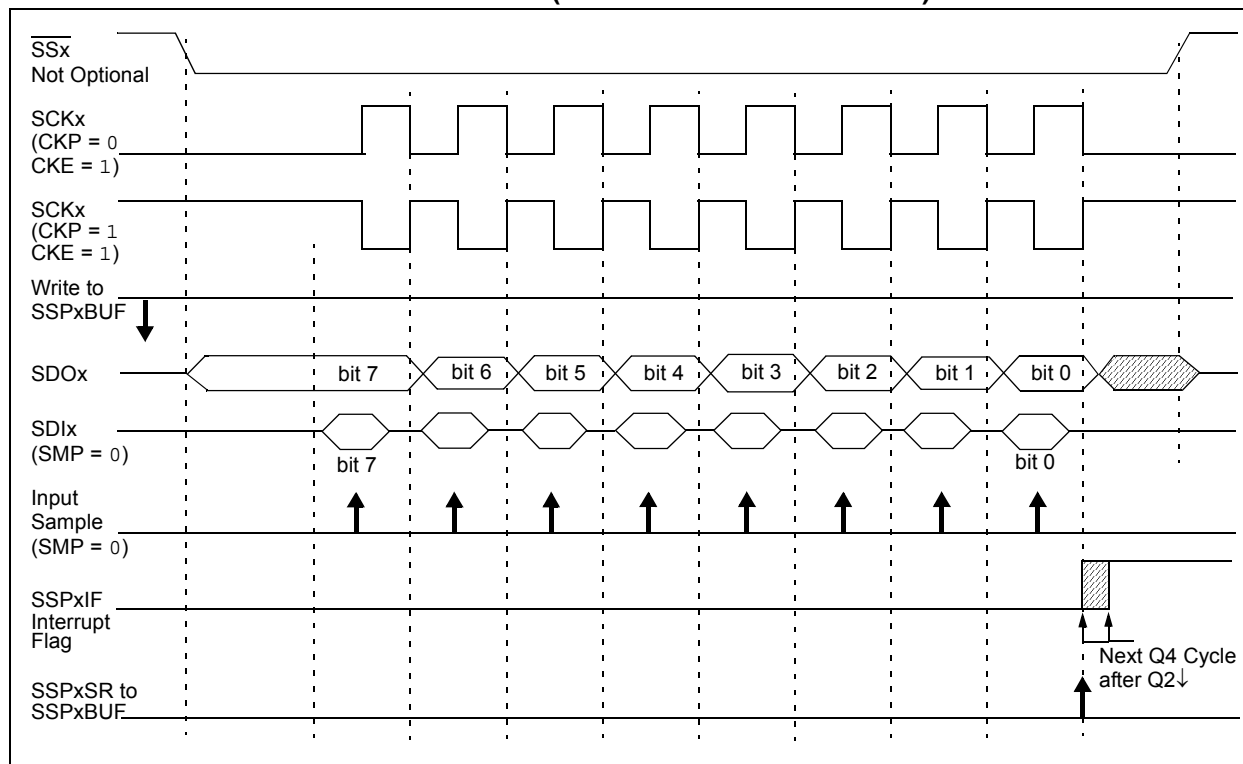 SSx
Not Optional
SCKx
(CKP = 0
CKE = 1)
SCKx
(CKP = 1
CKE = 1)
Write to
SSPxBUF
SDOx
bit 7
bit 6
bit 5
bit 4
bit 3
bit 2
bit 1
bit 0
SDIx
(SMP = 0)
bit 7
bit 0
Input
Sample
(SMP = 0)
SSPxIF
Interrupt
Flag
Next Q4 Cycle
after Q2↓
SSPxSR to
SSPxBUF